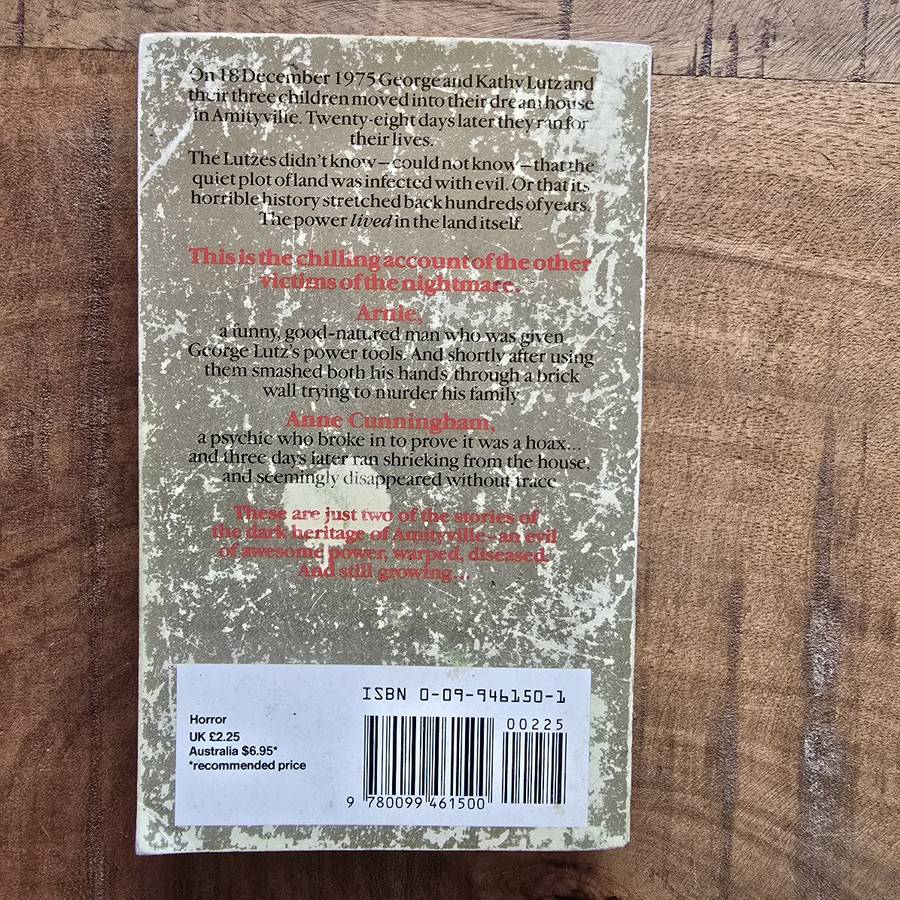 On 18 December 1975 George and Kathy Lutz and
their three children moved into their dream house
in Amityville. Twenty-eight days later they ran for
their lives.
The Lutzes didn't know – could not know – that the
quiet plot of land was infected with evil. Or that its
horrible history stretched back hundreds of years.
The power lived in the land itself.
This is the chilling account of the other
victims of the nightmare.
Arnie,
a funny, good-natured man who was given
George Lutz's power tools. And shortly after using
them smashed both his hands through a brick
wall trying to murder his family
Anne Cunningham,
a psychic who broke in to prove it was a hoax...
and three days later ran shrieking from the house,
and seemingly disappeared without trace
These are just two of the stories of
the dark heritage of Amityville – an evil
of awesome power, warped, diseased.
And still growing...
ISBN 0-09-946150-1
Horror
UK £2.25
Australia $6.95*
*recommended price
00225
9 780099 461500